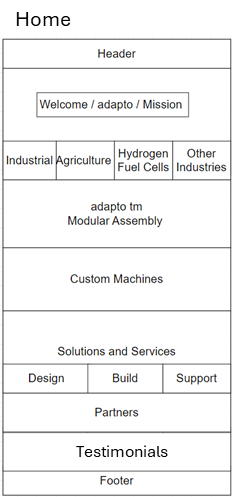 Home
Header
Welcome / adapto / Mission
Industrial
Agriculture
Hydrogen
Fuel Cells
Other
Industries
adapto tm
Modular Assembly
Custom Machines
Solutions and Services
Design
Build
Support
Partners
Testimonials
Footer